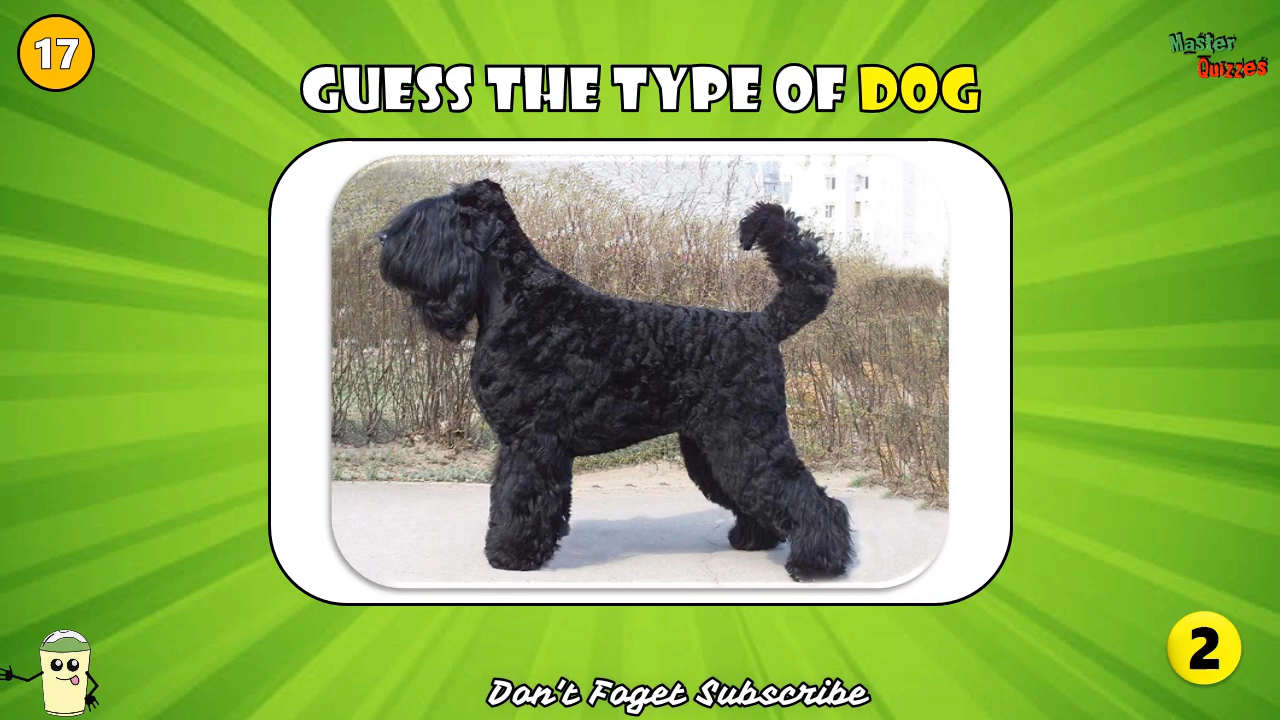 17
Master
Quizzes
GUESS THE TYPE OF DOG
2
Don't Foget Subscribe